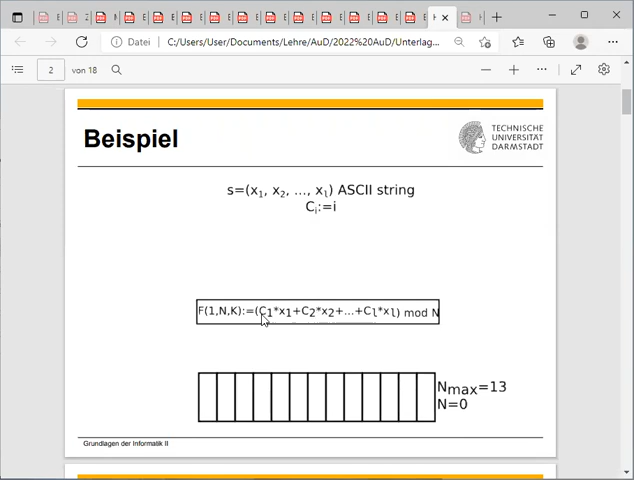 Datei
C:/Users/User/Documents/Lehre/AuD/2022%20AuD/Unterlag...
2
von 18
Beispiel
TECHNISCHE
UNIVERSITÄT
DARMSTADT
s=(x1, x2, ..., xl) ASCII string
Ci:=i
F(1,N,K):=(C1*x1+C2*x2+...+Cl*xl) mod N
Nmax=13
N=0
Grundlagen der Informatik II